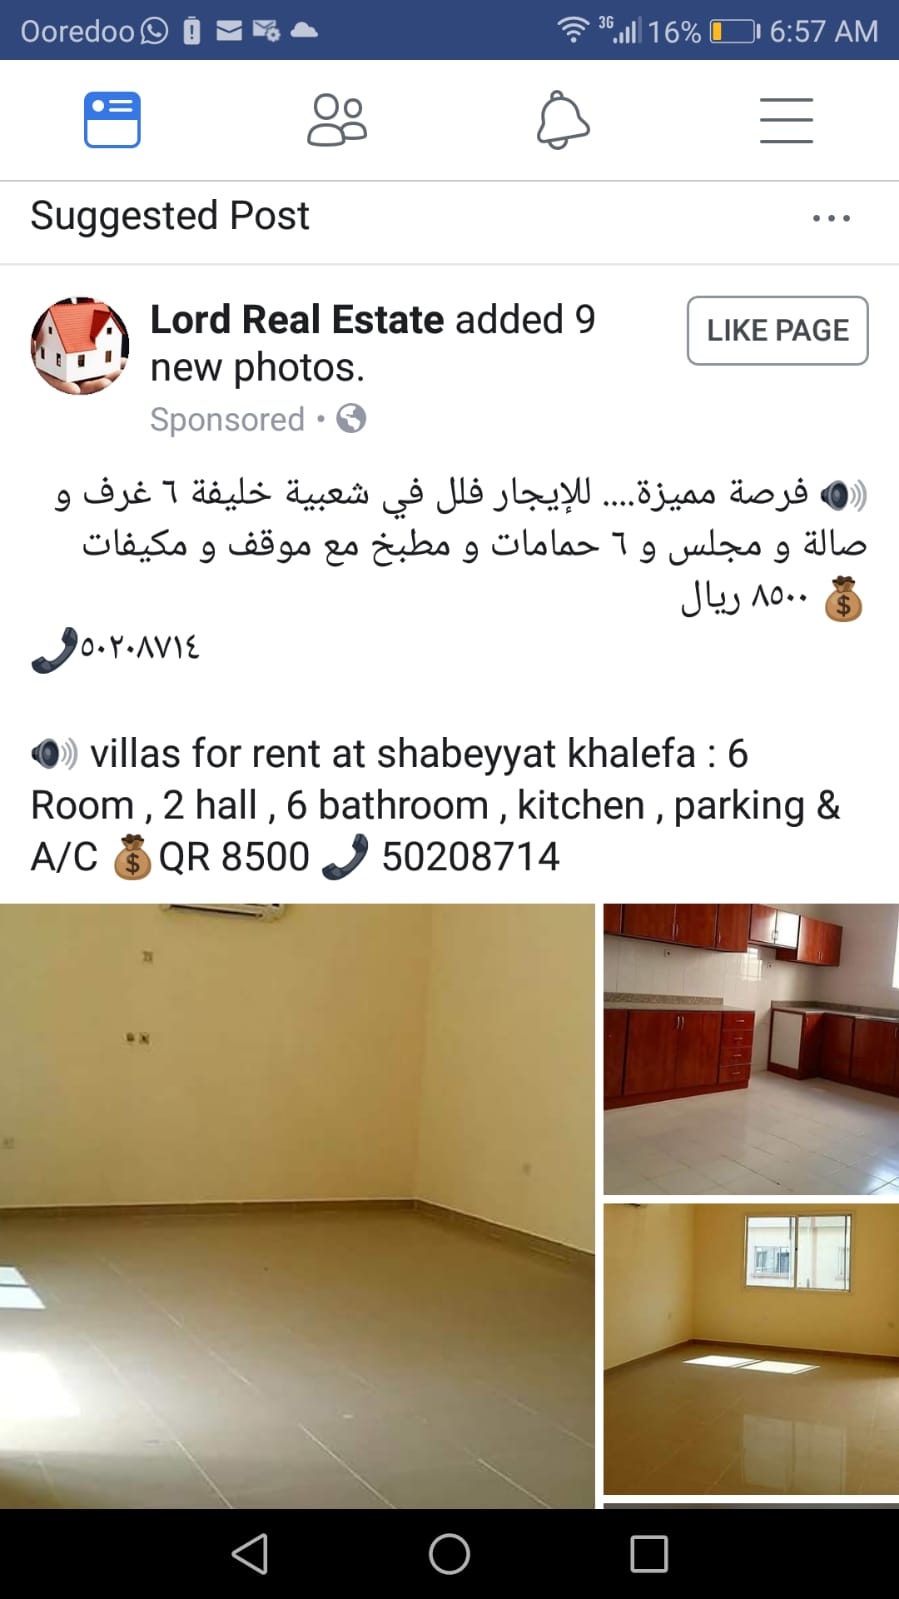 Ooredoo 3G 16% 6:57 AM
Suggested Post
Lord Real Estate added 9
new photos.
LIKE PAGE
Sponsored •
فرصة مميزة.... للإيجار فلل في شعبية خليفة ٦ غرف و
صالة و مجلس و ٦ حمامات و مطبخ مع موقف و مكيفات
٨٥٠٠ ريال
٥٠٢٠٨٧١٤
villas for rent at shabeyyat khalefa : 6
Room , 2 hall , 6 bathroom , kitchen , parking &
A/C 💰QR 8500 📞 50208714